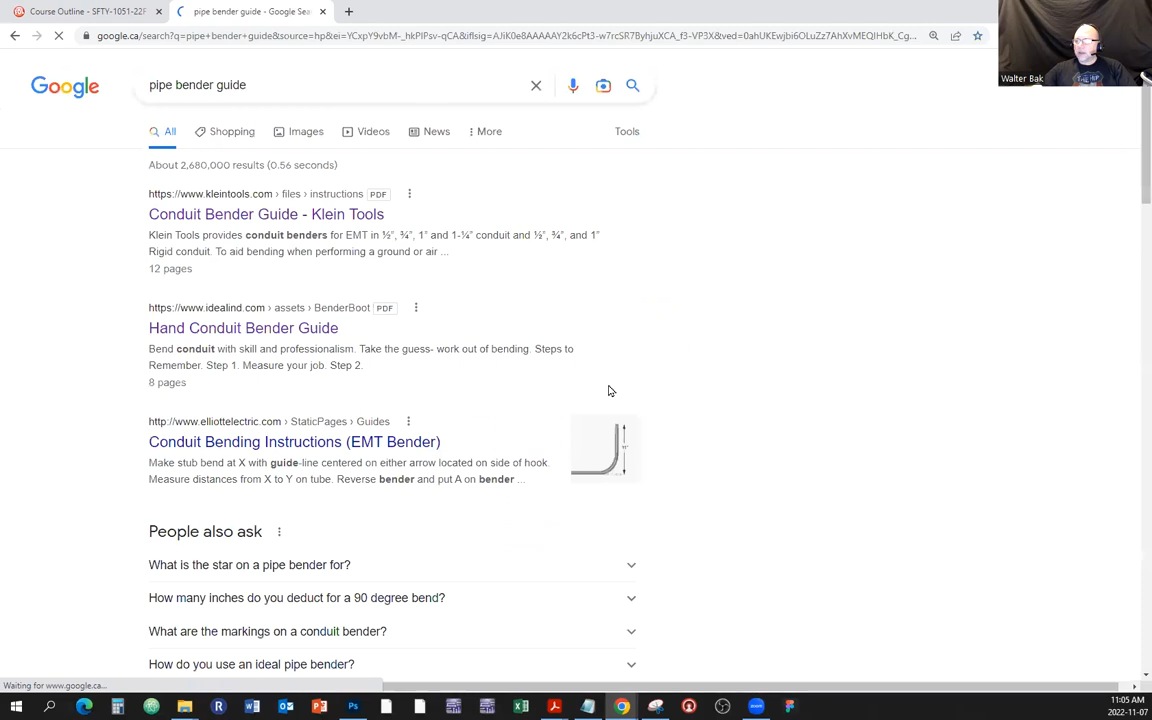 Course Outline - SFTY-1051-22F
pipe bender guide - Google Sea
google.ca/search?q=pipe+bender+guide&source=hp&ei=
Walter Bak
Google
pipe bender guide
All
Shopping
Images
Videos
News
More
Tools
About 2,680,000 results (0.56 seconds)
https://www.kleintools.com › files › instructions PDF
Conduit Bender Guide - Klein Tools
Klein Tools provides conduit benders for EMT in ½", ¾", 1" and 1-¼" conduit and ½", ¾", and 1"
Rigid conduit. To aid bending when performing a ground or air ...
12 pages
https://www.idealind.com › assets › BenderBoot PDF
Hand Conduit Bender Guide
Bend conduit with skill and professionalism. Take the guess- work out of bending. Steps to
Remember. Step 1. Measure your job. Step 2.
8 pages
http://www.elliottelectric.com › StaticPages › Guides
Conduit Bending Instructions (EMT Bender)
Make stub bend at X with guide-line centered on either arrow located on side of hook.
Measure distances from X to Y on tube. Reverse bender and put A on bender ...
People also ask
What is the star on a pipe bender for?
How many inches do you deduct for a 90 degree bend?
What are the markings on a conduit bender?
How do you use an ideal pipe bender?
Waiting for www.google.ca...
11:05 AM
2022-11-07